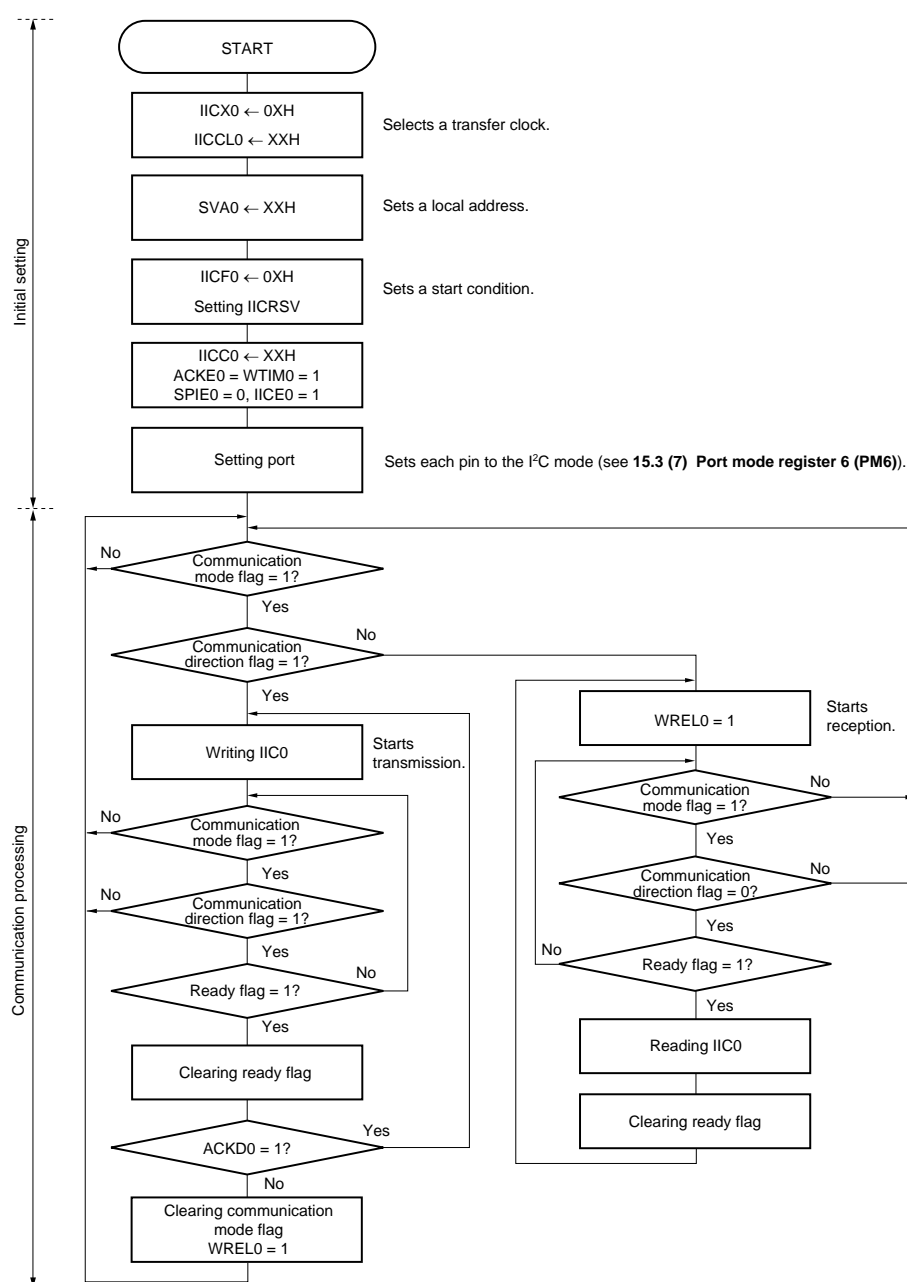 START
IICX0 ← 0XH
IICCL0 ← XXH
Selects a transfer clock.
SVA0 ← XXH
Sets a local address.
IICF0 ← 0XH
Setting IICRSV
Sets a start condition.
IICC0 ← XXH
ACKE0 = WTIM0 = 1
SPIE0 = 0, IICE0 = 1
Setting port
Sets each pin to the I²C mode (see 15.3 (7) Port mode register 6 (PM6)).
Initial setting
Communication processing
No
Communication
mode flag = 1?
Yes
Communication
direction flag = 1?
No
Yes
Writing IIC0
Starts
transmission.
No
Communication
mode flag = 1?
Yes
No
Communication
direction flag = 1?
Yes
Ready flag = 1?
No
Yes
Clearing ready flag
ACKD0 = 1?
Yes
No
Clearing communication
mode flag
WREL0 = 1
WREL0 = 1
Starts
reception.
Communication
mode flag = 1?
No
Yes
Communication
direction flag = 0?
No
Yes
No
Ready flag = 1?
Yes
Reading IIC0
Clearing ready flag